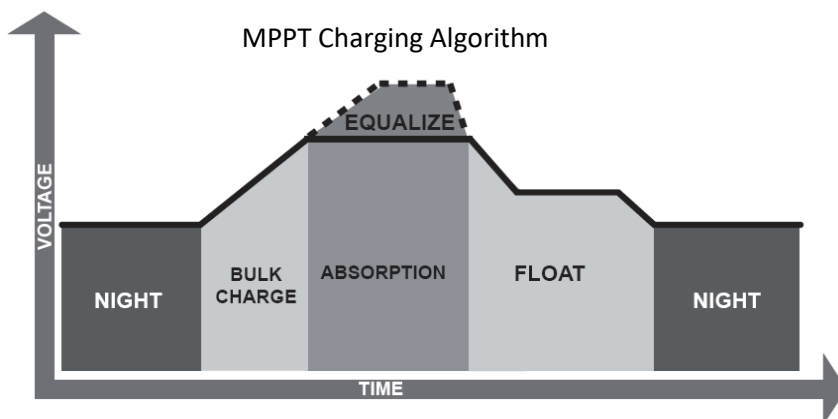 MPPT Charging Algorithm
EQUALIZE
VOLTAGE
NIGHT
BULK
CHARGE
ABSORPTION
FLOAT
NIGHT
TIME